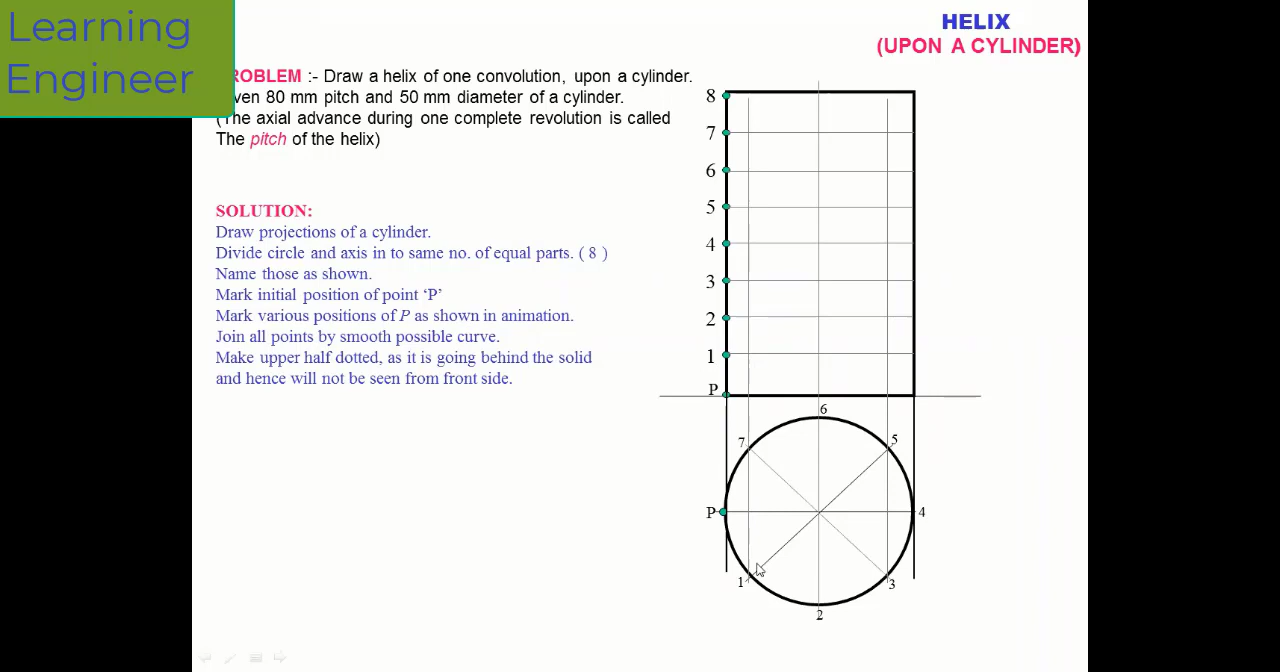 Learning
Engineer
HELIX
(UPON A CYLINDER)
ROBLEM :- Draw a helix of one convolution, upon a cylinder.
ven 80 mm pitch and 50 mm diameter of a cylinder.
(The axial advance during one complete revolution is called
The pitch of the helix)
SOLUTION:
Draw projections of a cylinder.
Divide circle and axis in to same no. of equal parts. ( 8 )
Name those as shown.
Mark initial position of point ‘P’
Mark various positions of P as shown in animation.
Join all points by smooth possible curve.
Make upper half dotted, as it is going behind the solid
and hence will not be seen from front side.
8
7
6
5
4
3
2
1
P
6
7
5
P
4
1
3
2